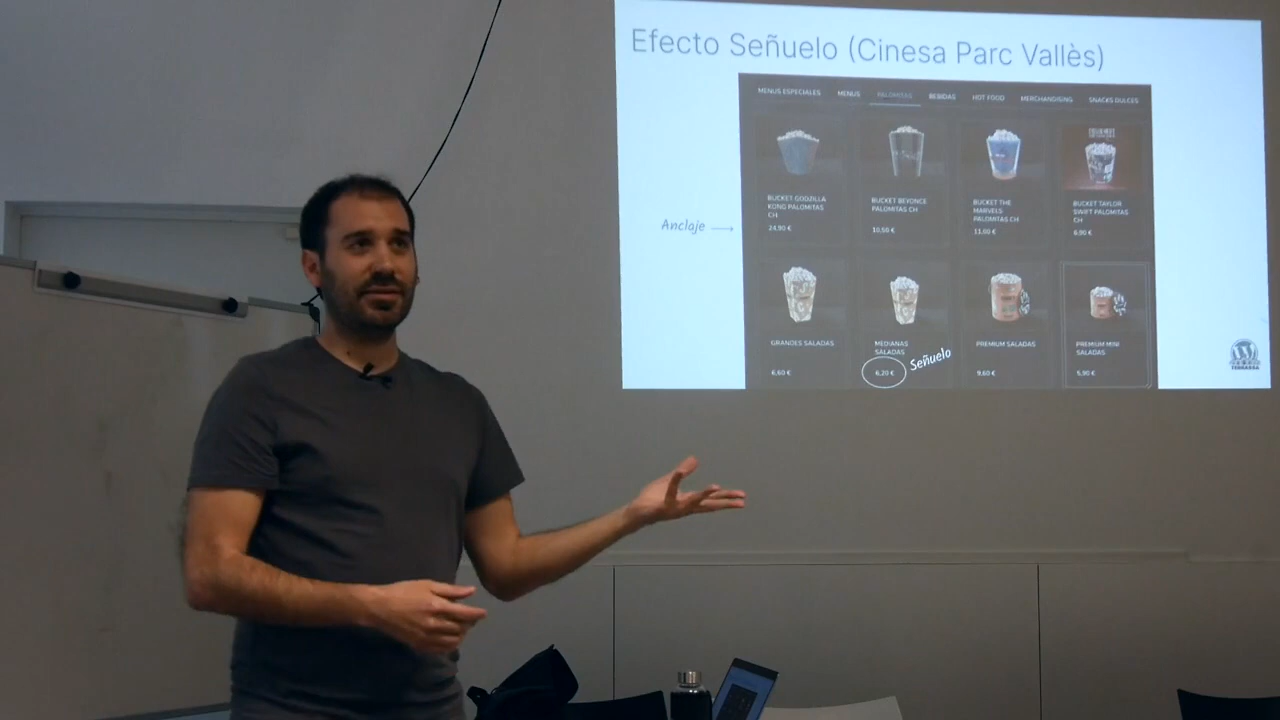 Efecto Señuelo (Cinesa Parc Vallès)
MENUS ESPECIALES MENUS PALOMITAS BEBIDAS HOT FOOD MERCHANDISING SNACKS DULCES
BUCKET GODZILLA
KONG PALOMITAS
CH
24,90 €
BUCKET BEYONCE
PALOMITAS CH
10,50 €
BUCKET THE
MARVELS
PALOMITAS CH
11,00 €
BUCKET TAYLOR
SWIFT PALOMITAS
CH
6,90 €
Anclaje
GRANDES SALADAS
6,60 €
MEDIANAS
SALADAS
6,20 €
Señuelo
PREMIUM SALADAS
9,60 €
PREMIUM MINI
SALADAS
5,90 €
TERRASSA